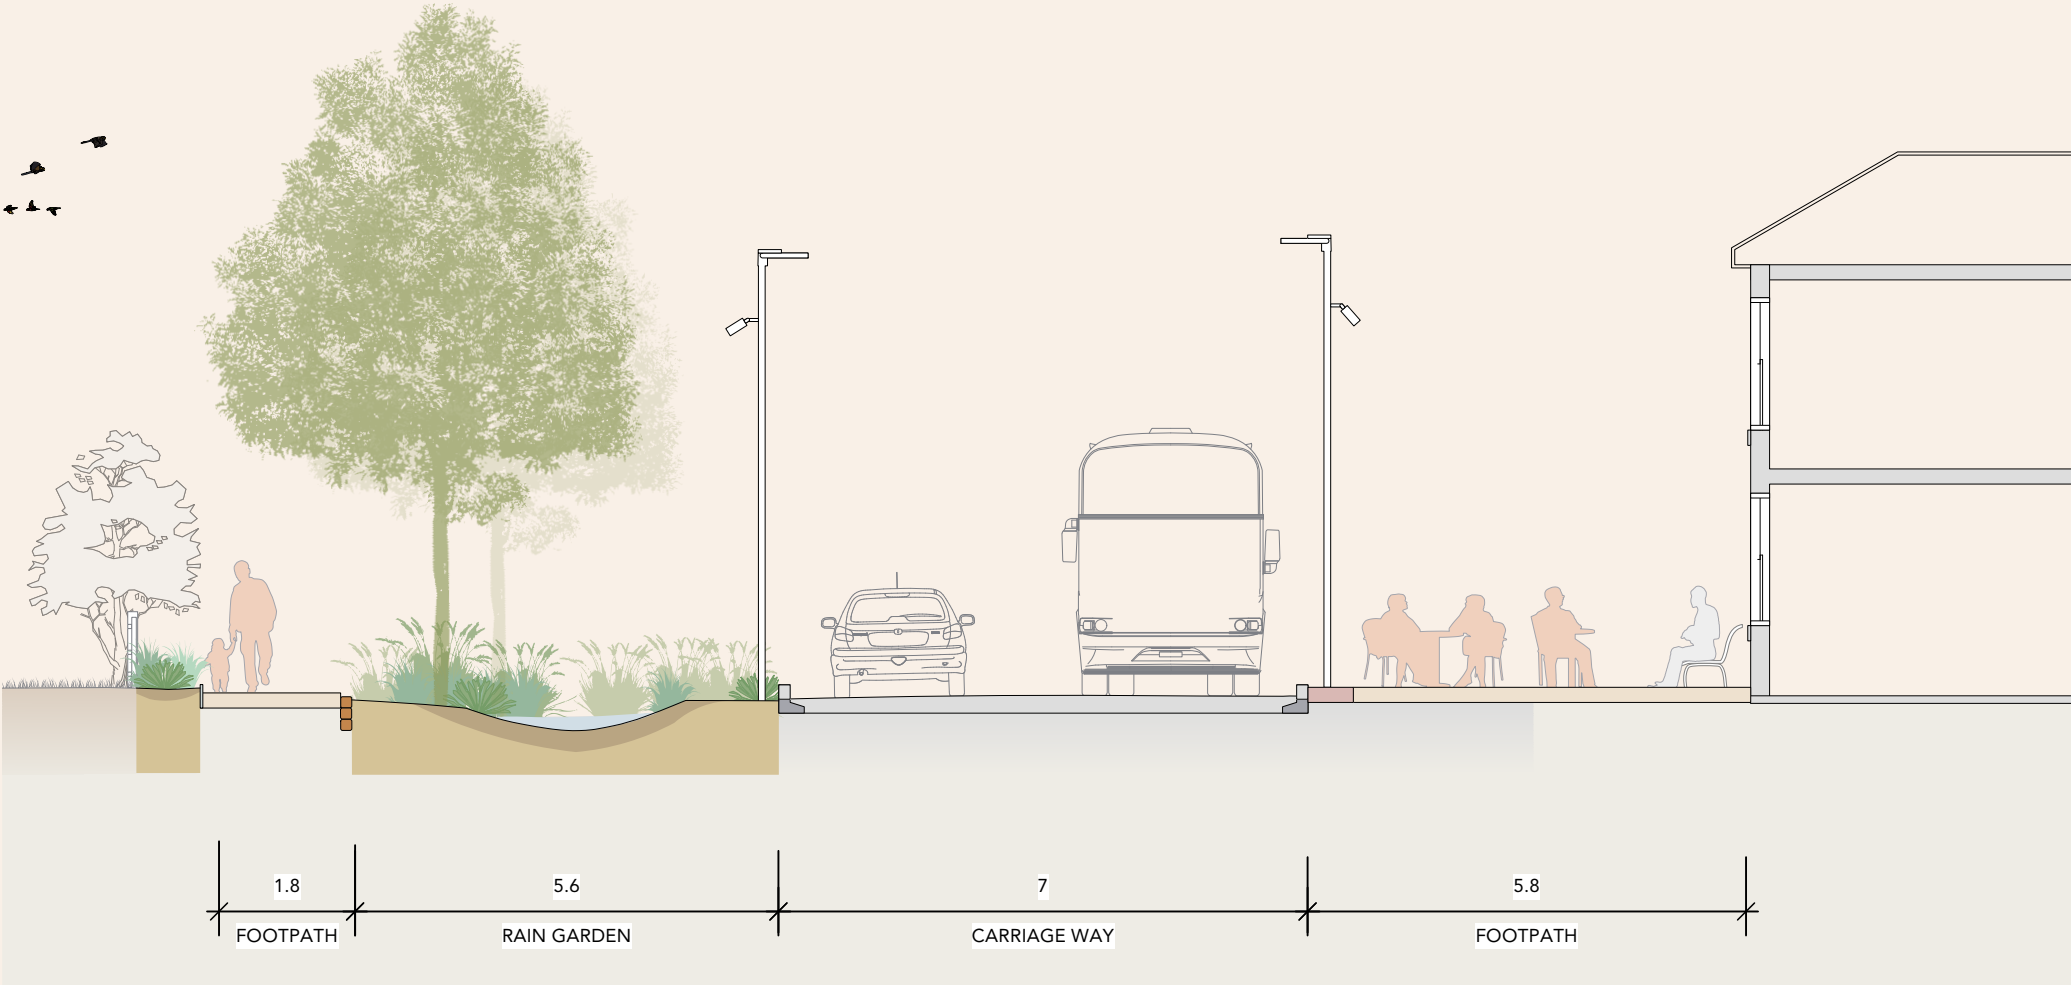 1.8
5.6
7
5.8
FOOTPATH
RAIN GARDEN
CARRIAGE WAY
FOOTPATH